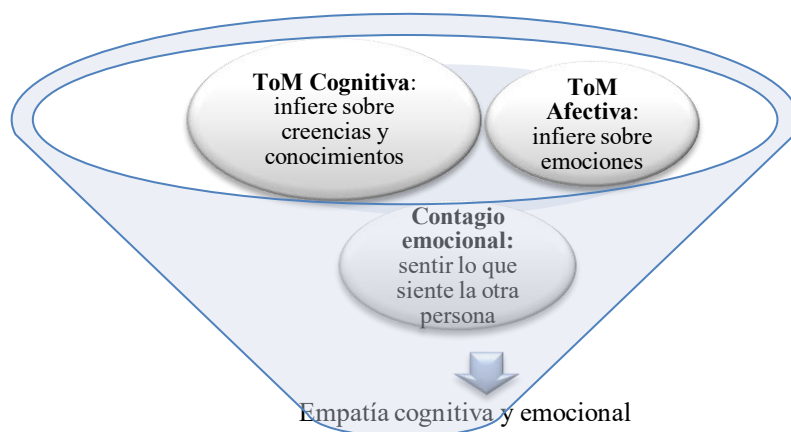 ToM Cognitiva:
infiere sobre
creencias y
conocimientos
ToM
Afectiva:
infiere sobre
emociones
Contagio
emocional:
sentir lo que
siente la otra
persona
Empatía cognitiva y emocional